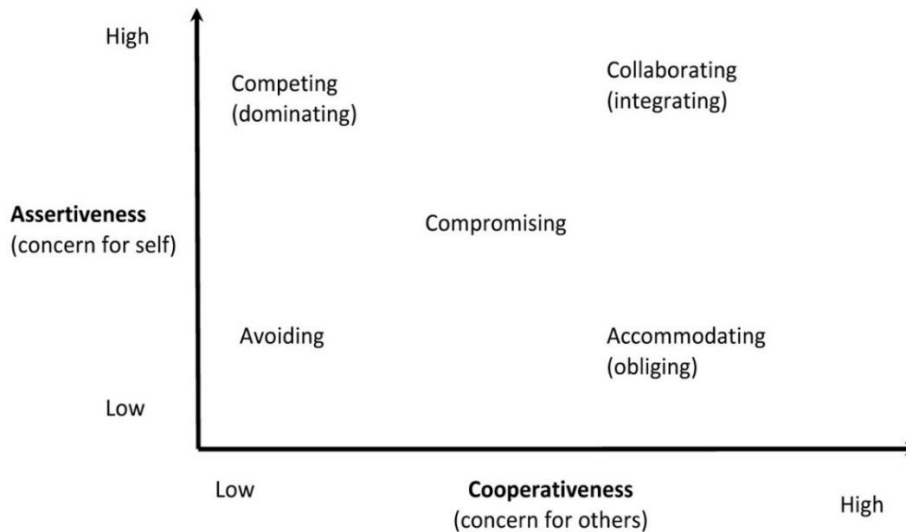 High
Competing
(dominating)
Collaborating
(integrating)
Assertiveness
(concern for self)
Compromising
Avoiding
Accommodating
(obliging)
Low
Low
Cooperativeness
(concern for others)
High